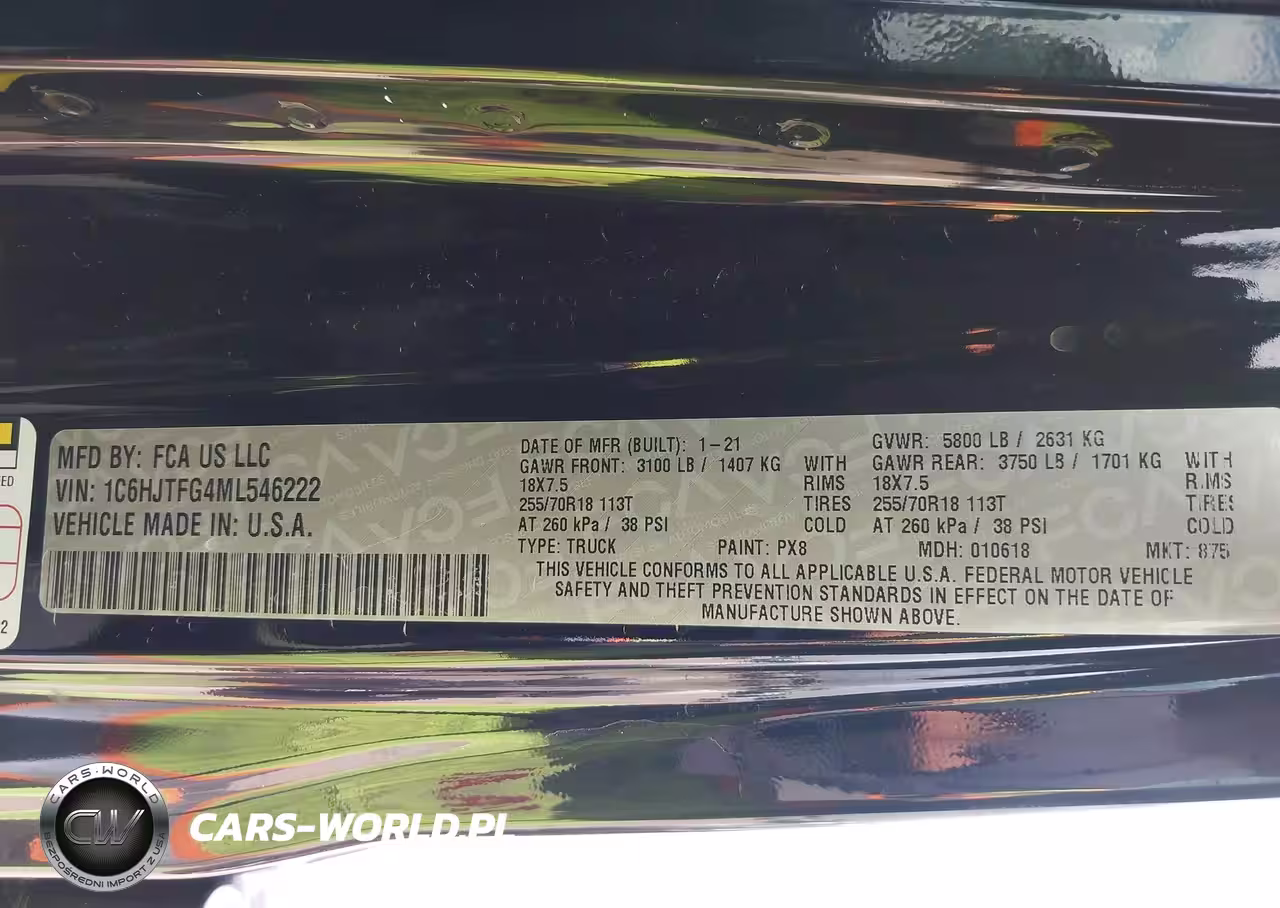 MFD BY: FCA US LLC
VIN: 1C6HJTFG4ML546222
VEHICLE MADE IN: U.S.A.
DATE OF MFR (BUILT): 1-21
GVWR: 5800 LB / 2631 KG
GAWR FRONT: 3100 LB / 1407 KG WITH GAWR REAR: 3750 LB / 1701 KG WITH
18X7.5 RIMS 18X7.5 RIMS
255/70R18 113T TIRES 255/70R18 113T TIRES
AT 260 kPa / 38 PSI COLD AT 260 kPa / 38 PSI COLD
TYPE: TRUCK PAINT: PX8 MDH: 010618 MKT: 875
THIS VEHICLE CONFORMS TO ALL APPLICABLE U.S.A. FEDERAL MOTOR VEHICLE
SAFETY AND THEFT PREVENTION STANDARDS IN EFFECT ON THE DATE OF
MANUFACTURE SHOWN ABOVE.
CARS-WORLD
CW
BEZPOŚREDNI IMPORT Z USA
CARS-WORLD.PL